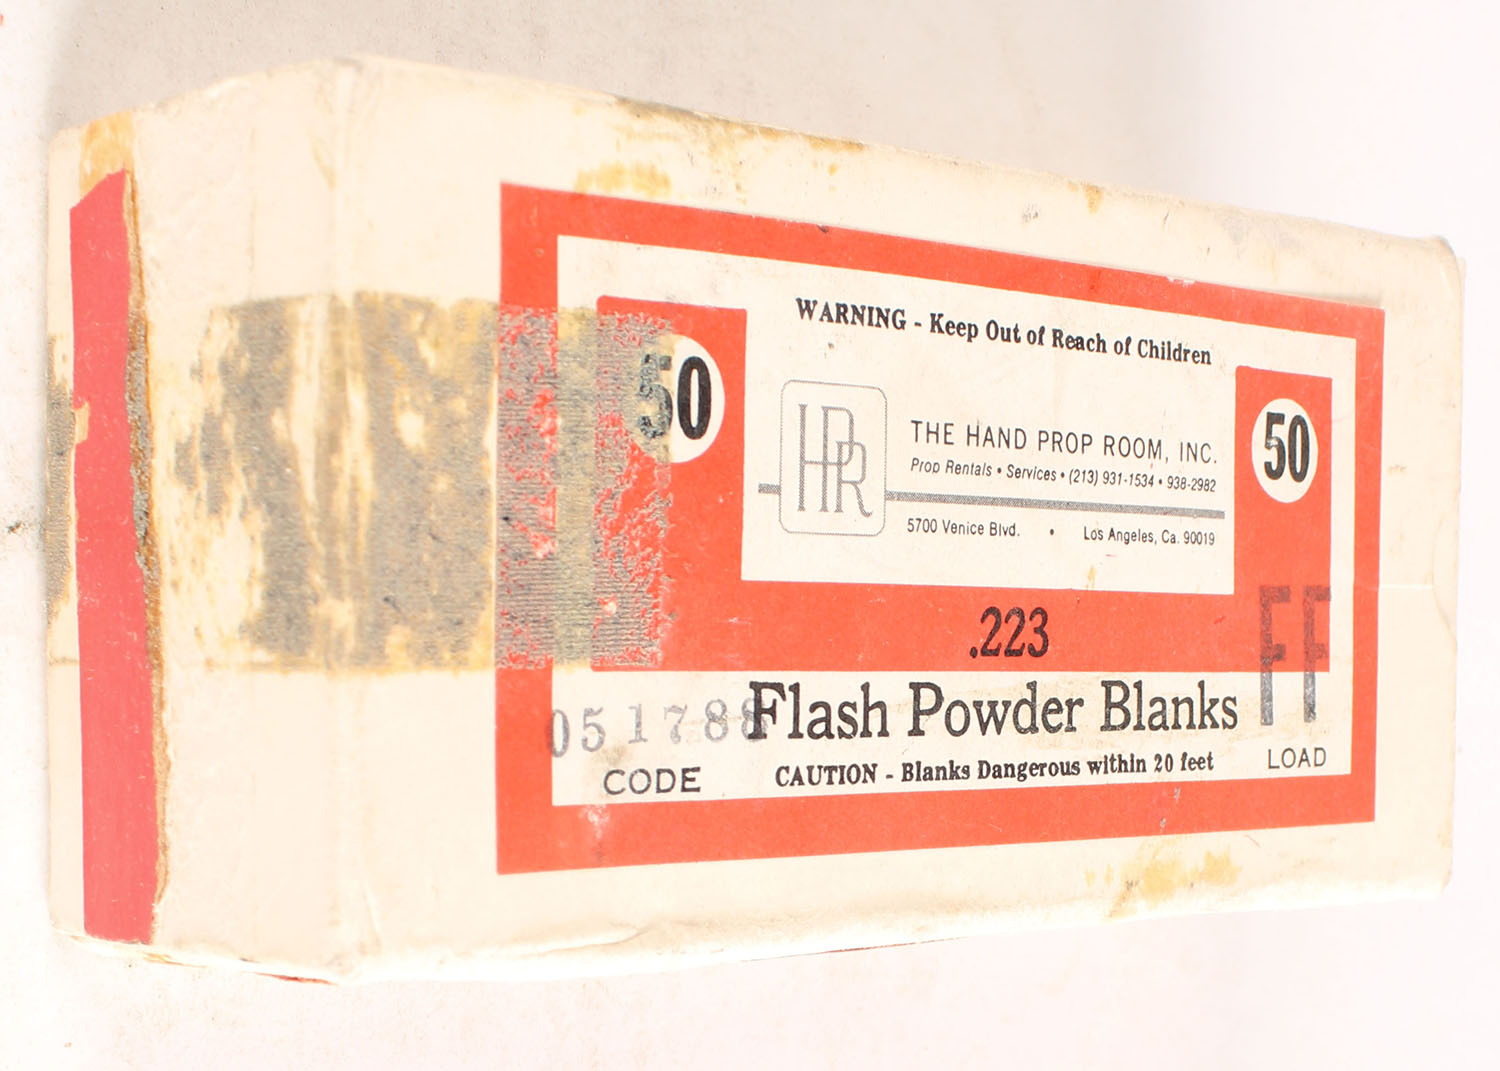 WARNING - Keep Out of Reach of Children
50
HPR
THE HAND PROP ROOM, INC.
Prop Rentals • Services • (213) 931-1534 • 938-2982
5700 Venice Blvd. • Los Angeles, Ca. 90019
50
.223
FF
051788
Flash Powder Blanks
CODE
CAUTION - Blanks Dangerous within 20 feet
LOAD